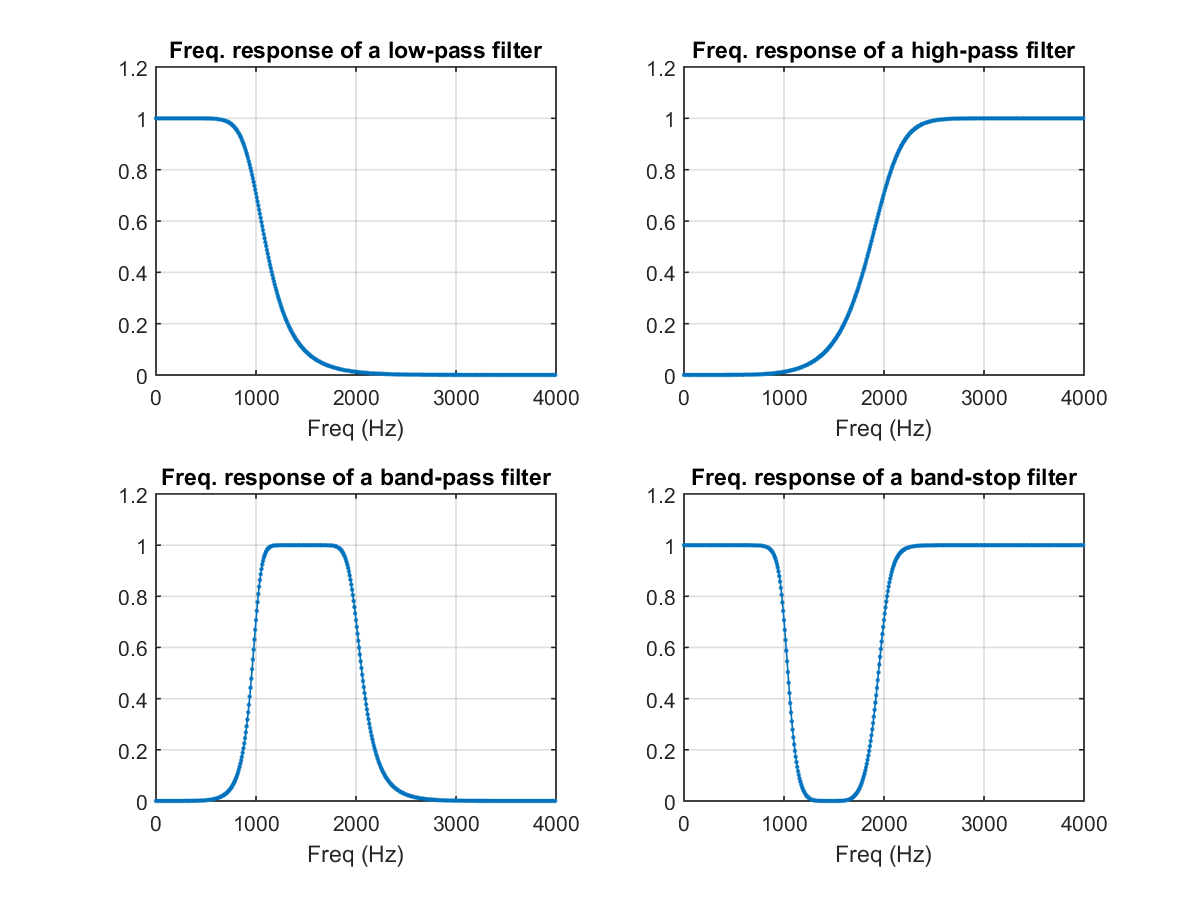 Freq. response of a low-pass filter
1.2
1
0.8
0.6
0.4
0.2
0
0 1000 2000 3000 4000
Freq (Hz)
Freq. response of a high-pass filter
1.2
1
0.8
0.6
0.4
0.2
0
0 1000 2000 3000 4000
Freq (Hz)
Freq. response of a band-pass filter
1.2
1
0.8
0.6
0.4
0.2
0
0 1000 2000 3000 4000
Freq (Hz)
Freq. response of a band-stop filter
1.2
1
0.8
0.6
0.4
0.2
0
0 1000 2000 3000 4000
Freq (Hz)